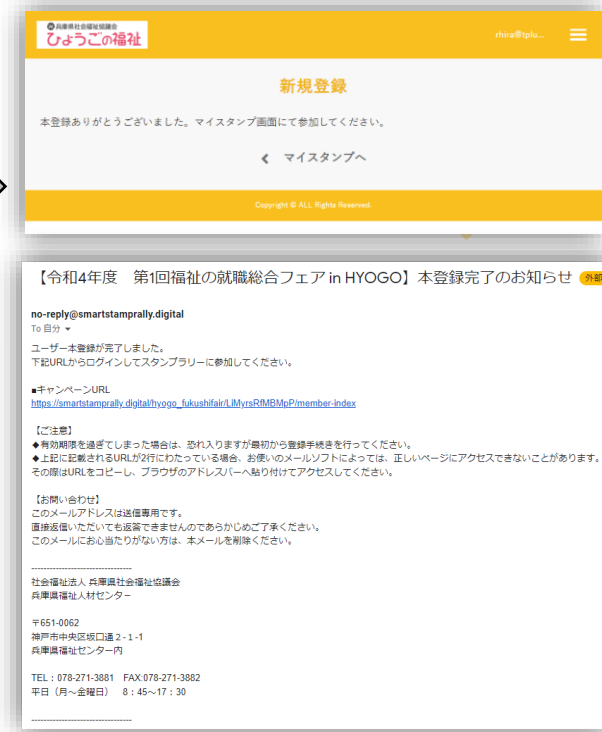 兵庫県社会福祉協議会
ひょうごの福祉
rhira@tplu...
新規登録
本登録ありがとうございました。マイスタンプ画面にて参加してください。
マイスタンプへ
Copyright © ALL Rights Reserved.
【令和4年度　第1回福祉の就職総合フェア in HYOGO】本登録完了のお知らせ 外部
no-reply@smartstamprally.digital
To 自分
ユーザー本登録が完了しました。
下記URLからログインしてスタンプラリーに参加してください。
■キャンペーンURL
https://smartstamprally.digital/hyogo_fukushifair/LiMyrsRfMBMpP/member-index
【ご注意】
◆有効期限を過ぎてしまった場合は、恐れ入りますが最初から登録手続きを行ってください。
◆上記に記載されるURLが2行にわたっている場合、お使いのメールソフトによっては、正しいページにアクセスできないことがあります。
その際はURLをコピーし、ブラウザのアドレスバーへ貼り付けてアクセスしてください。
【お問い合わせ】
このメールアドレスは送信専用です。
直接返信いただいても返答できませんのであらかじめご了承ください。
このメールにお心当たりがない方は、本メールを削除ください。
--------------------------------
社会福祉法人 兵庫県社会福祉協議会
兵庫県福祉人材センター
〒651-0062
神戸市中央区坂口通２-１-1
兵庫県福祉センター内
TEL：078-271-3881　FAX:078-271-3882
平日（月～金曜日）　8：45～17：30
--------------------------------